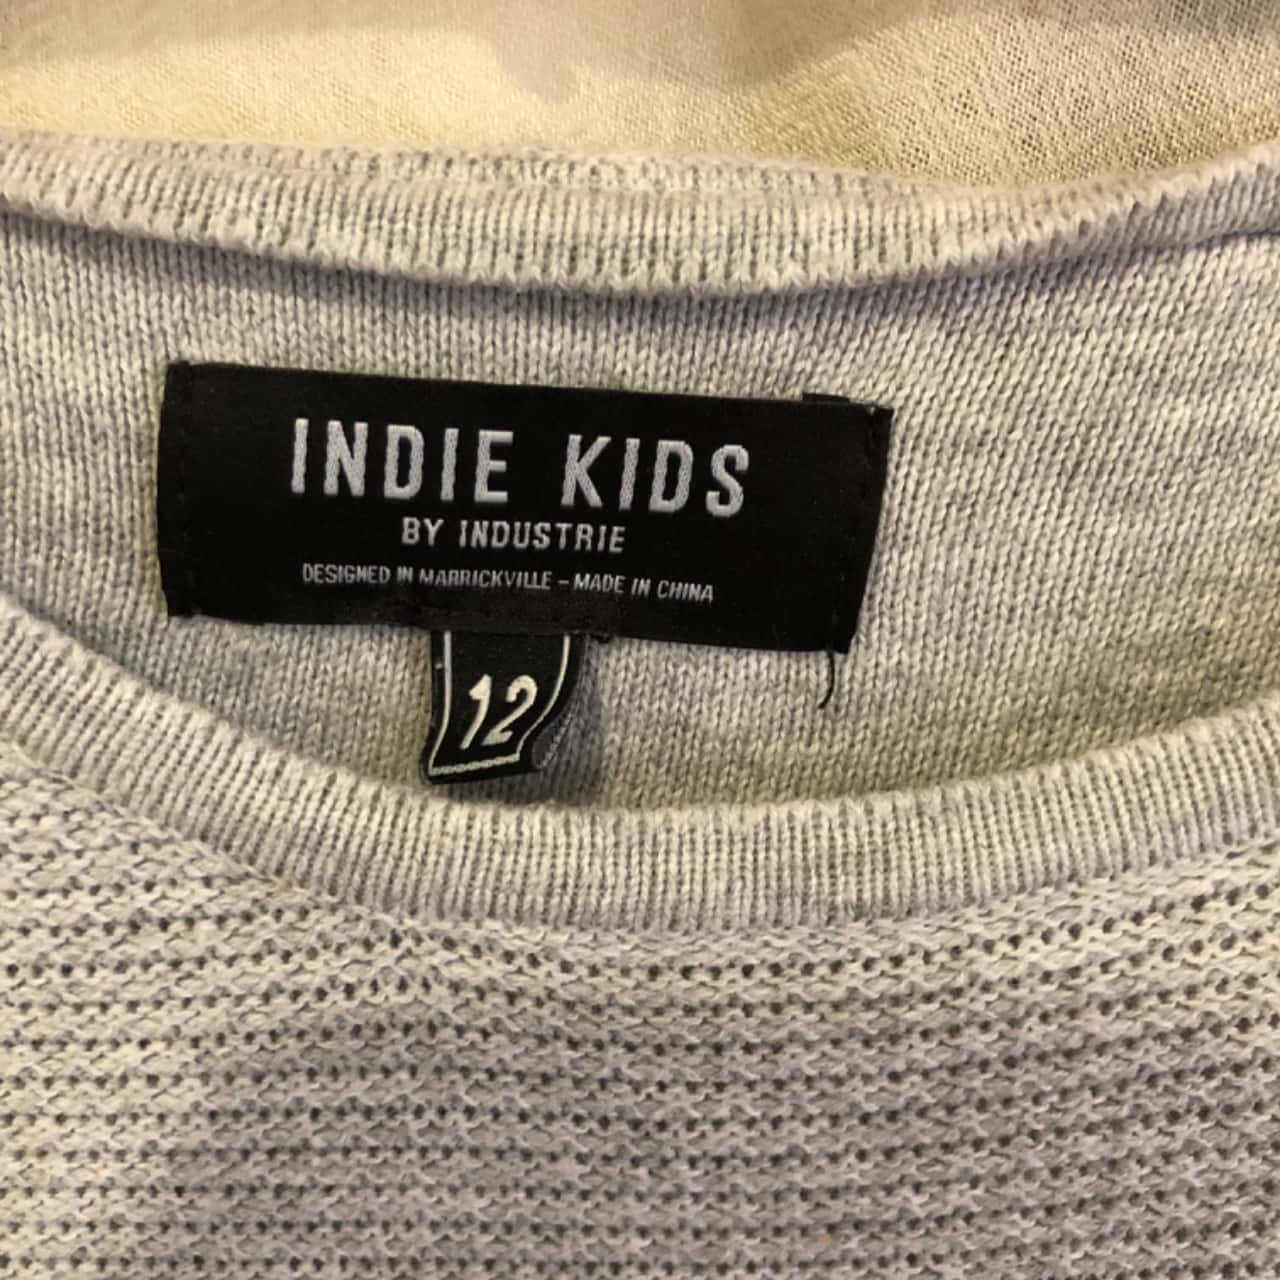 INDIE KIDS
BY INDUSTRIE
DESIGNED IN MARRICKVILLE – MADE IN CHINA
12